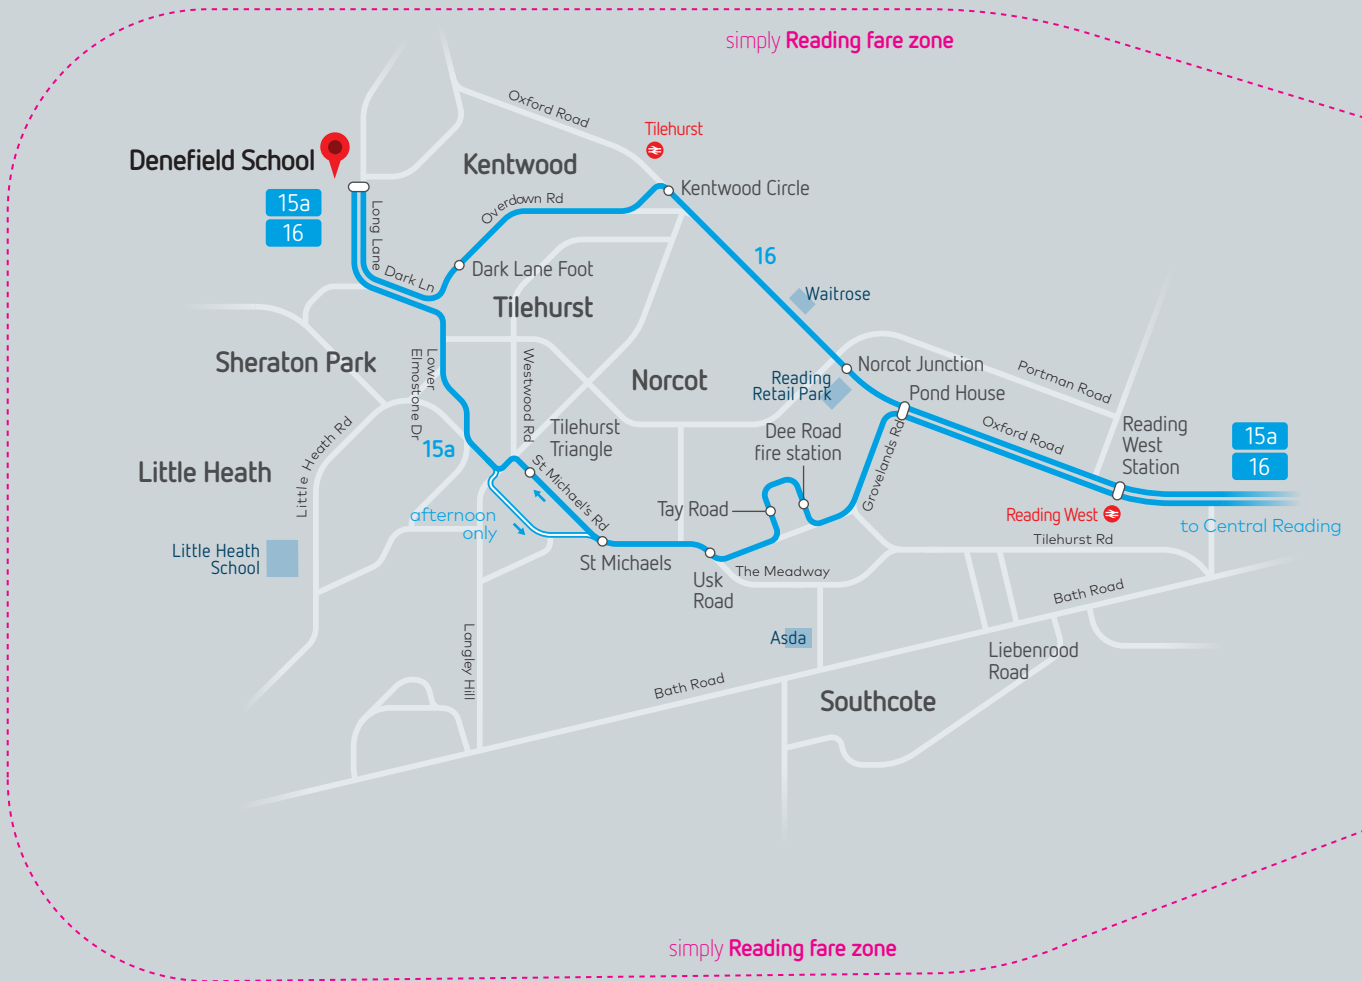 simply Reading fare zone
Oxford Road
Tilehurst
Denefield School
Kentwood
Kentwood Circle
15a
16
Long Lane
Overdown Rd
16
Dark Lane Foot
Dark Ln
Tilehurst
Waitrose
Sheraton Park
Lower
Elmostone Dr
Westwood Rd
Norcot
Norcot Junction
Reading
Retail Park
Portman Road
Pond House
Little Heath Rd
15a
Tilehurst
Triangle
Dee Road
fire station
Oxford Road
Reading
West
Station
15a
16
Little Heath
St Michael's Rd
Grovelands Rd
Tay Road
afternoon
only
Reading West
to Central Reading
Tilehurst Rd
Little Heath
School
St Michaels
The Meadway
Usk
Road
Bath Road
Asda
Langley Hill
Liebenrood
Road
Bath Road
Southcote
simply Reading fare zone